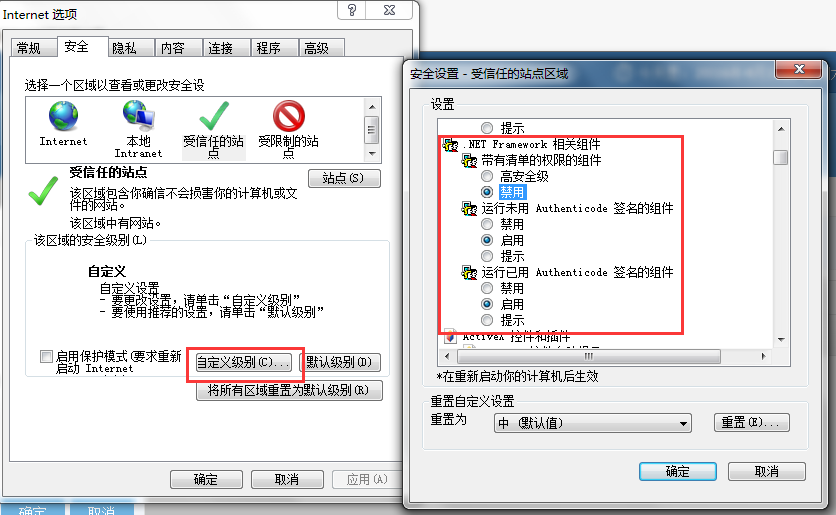 Internet 选项
常规 安全 隐私 内容 连接 程序 高级
选择一个区域以查看或更改安全设
Internet
本地
Intranet
受信任的站
点
受限制的站
点
受信任的站点
站点(S)
该区域包含你确信不会损害你的计算机或文
件的网站。
该区域中有网站。
该区域的安全级别(L)
自定义
自定义设置
- 要更改设置，请单击“自定义级别”
- 要使用推荐的设置，请单击“默认级别”
启用保护模式(要求重新
启动 Internet
自定义级别(C)...
默认级别(D)
将所有区域重置为默认级别(R)
确定 取消 应用(A)
确定 取消
安全设置 - 受信任的站点区域
设置
提示
.NET Framework 相关组件
带有清单的权限的组件
高安全级
禁用
运行未用 Authenticode 签名的组件
禁用
启用
提示
运行已用 Authenticode 签名的组件
禁用
启用
提示
ActiveX 控件和插件
*在重新启动你的计算机后生效
重置自定义设置
重置为
中 (默认值)
重置(E)...
确定 取消